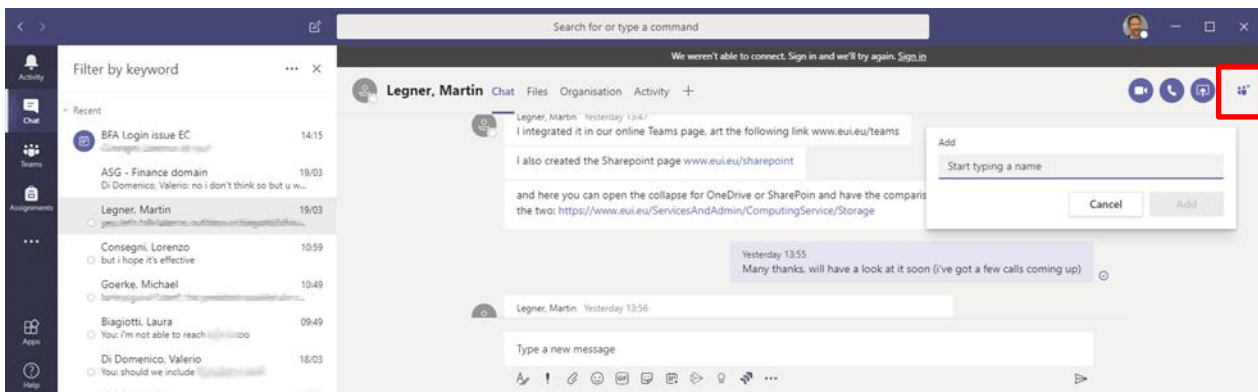 Search for or type a command
We weren't able to connect. Sign in and we'll try again. Sign in
Activity
Chat
Teams
Assignments
Apps
Help
Filter by keyword
Recent
BFA Login issue EC 14:15
ASG - Finance domain 19/03
Di Domenico, Valerio: no i don't think so but u w...
Legner, Martin 19/03
Consegni, Lorenzo 10:59
but i hope it's effective
Goerke, Michael 10:49
Biagiotti, Laura 09:49
You: i'm not able to reach
Di Domenico, Valerio 18/03
You: should we include
Legner, Martin Chat Files Organisation Activity
Legner, Martin Yesterday 13:47
I integrated it in our online Teams page, art the following link www.eui.eu/teams
I also created the Sharepoint page www.eui.eu/sharepoint
and here you can open the collapse for OneDrive or SharePoin and have the comparis
the two: https://www.eui.eu/ServicesAndAdmin/ComputingService/Storage
Yesterday 13:55
Many thanks, will have a look at it soon (i've got a few calls coming up)
Legner, Martin Yesterday 13:56
Type a new message
GIF
Add
Start typing a name
Cancel Add